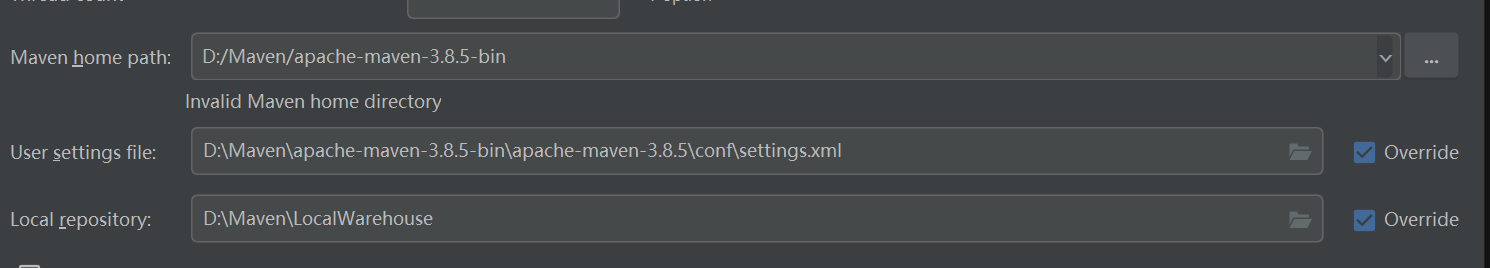 Maven home path: D:/Maven/apache-maven-3.8.5-bin ...
Invalid Maven home directory
User settings file: D:\Maven\apache-maven-3.8.5-bin\apache-maven-3.8.5\conf\settings.xml Override
Local repository: D:\Maven\LocalWarehouse Override